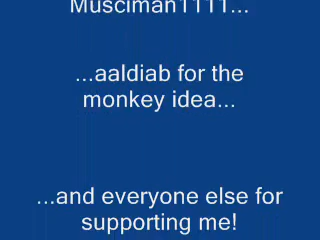 Musciman1111...
...aaldiab for the
monkey idea...
...and everyone else for
supporting me!